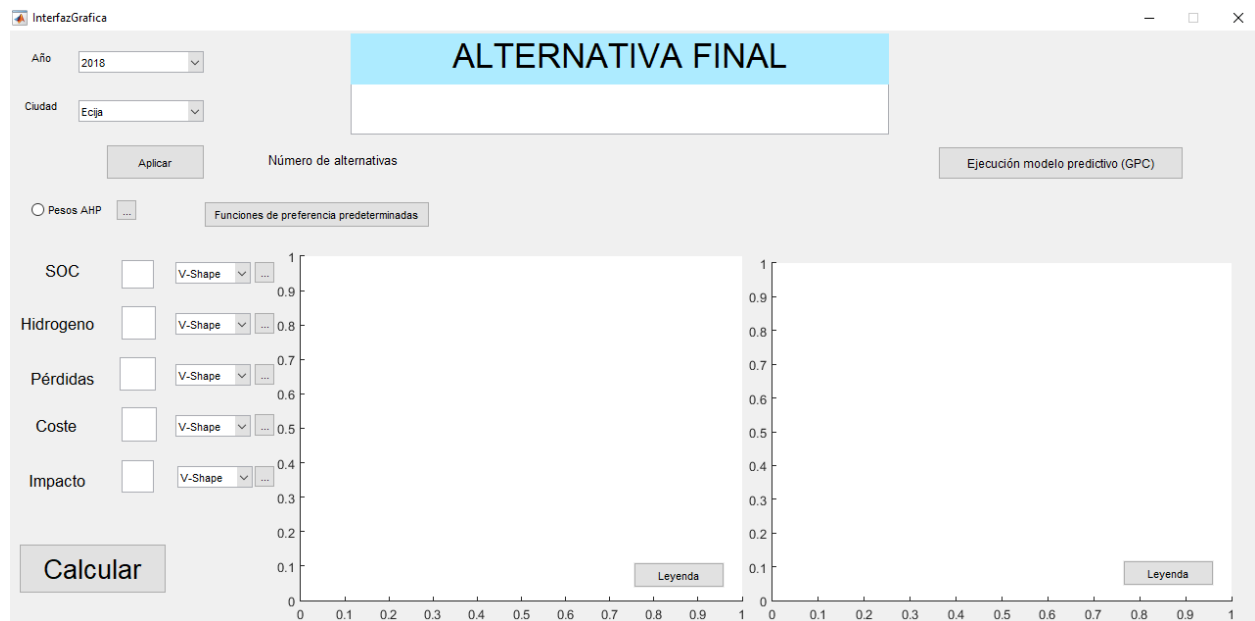 InterfazGrafica
Año
2018
ALTERNATIVA FINAL
Ciudad
Ecija
Aplicar
Número de alternativas
Ejecución modelo predictivo (GPC)
Pesos AHP
...
Funciones de preferencia predeterminadas
SOC
V-Shape
...
Hidrogeno
V-Shape
...
Pérdidas
V-Shape
...
Coste
V-Shape
...
Impacto
V-Shape
...
Calcular
1
0.9
0.8
0.7
0.6
0.5
0.4
0.3
0.2
0.1
0
0 0.1 0.2 0.3 0.4 0.5 0.6 0.7 0.8 0.9 1
Leyenda
1
0.9
0.8
0.7
0.6
0.5
0.4
0.3
0.2
0.1
0
0 0.1 0.2 0.3 0.4 0.5 0.6 0.7 0.8 0.9 1
Leyenda